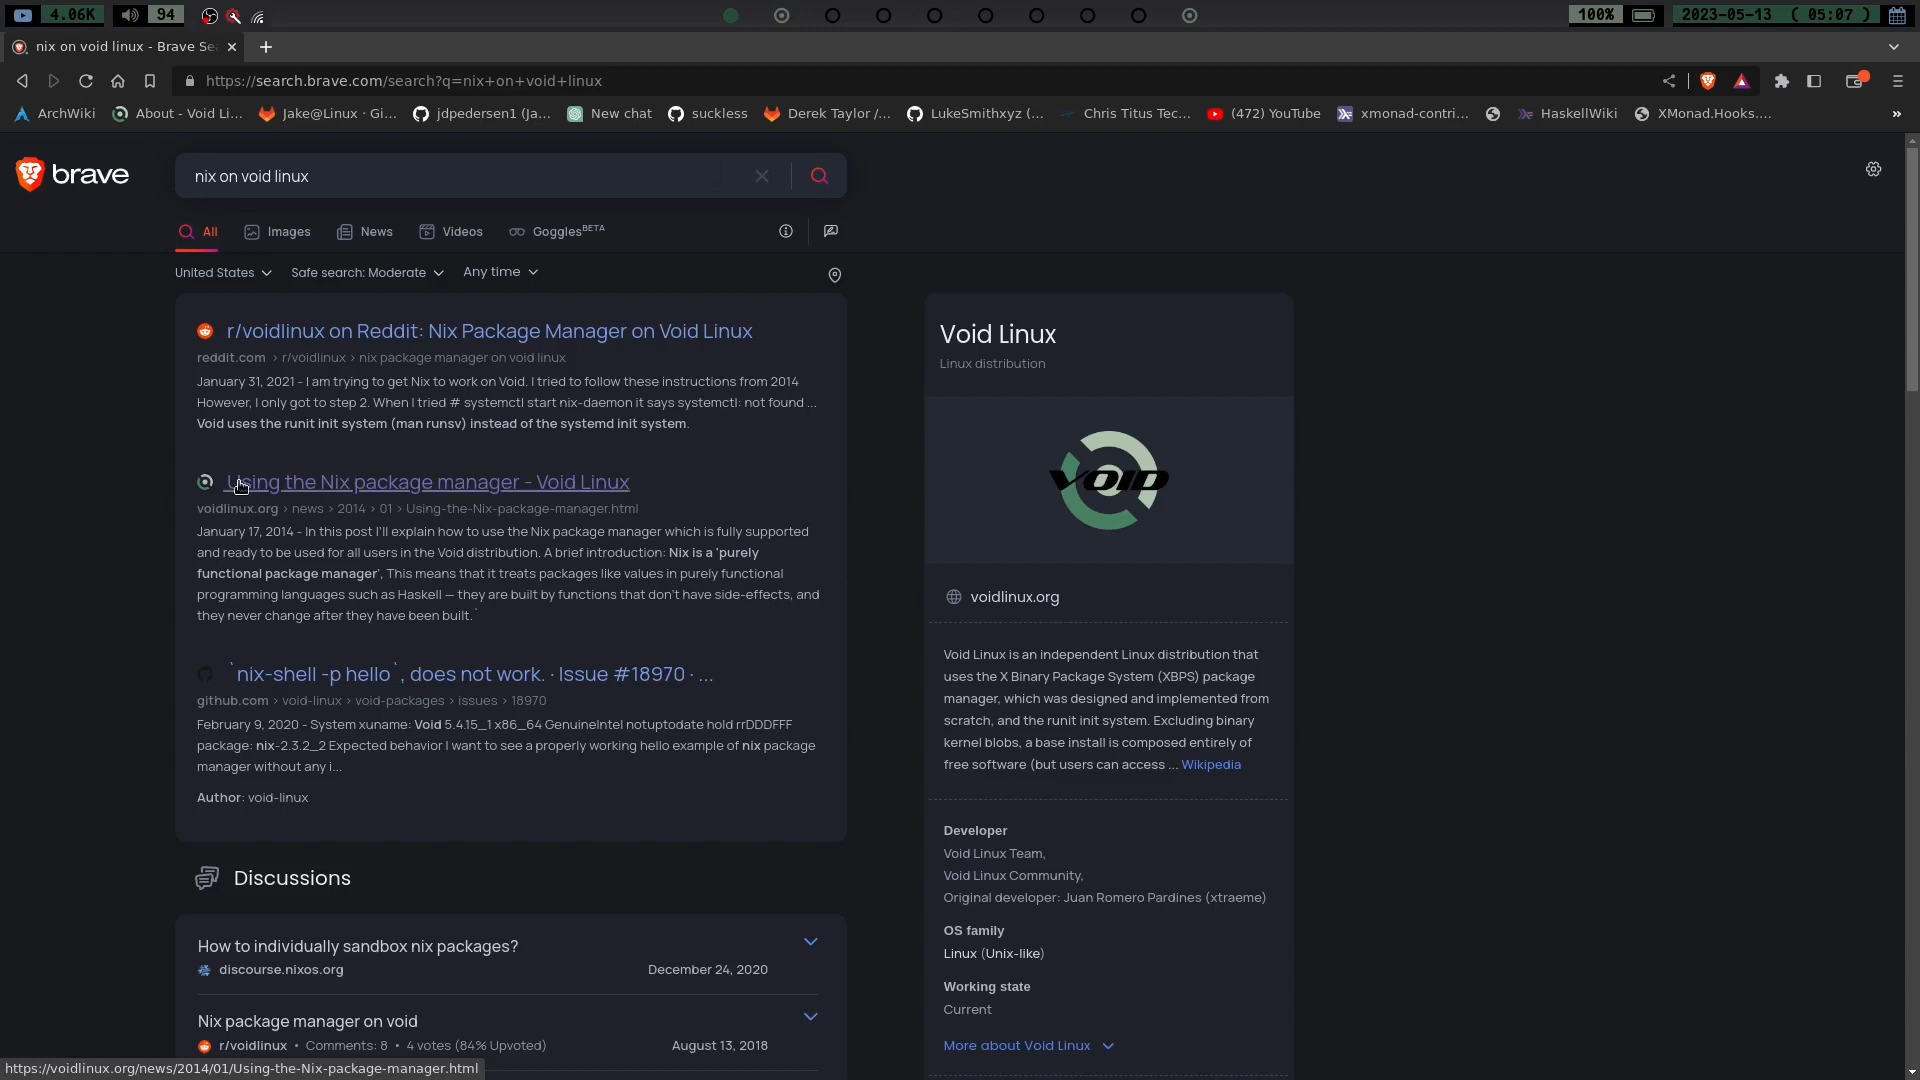 4.06K 94 100% 2023-05-13 ( 05:07 )
nix on void linux - Brave Se
https://search.brave.com/search?q=nix+on+void+linux
ArchWiki About - Void Li... Jake@Linux · Gi... jdpedersen1 (Ja... New chat suckless Derek Taylor /... LukeSmithxyz (... Chris Titus Tec... (472) YouTube xmonad-contri... HaskellWiki XMonad.Hooks.... »
brave
nix on void linux
All Images News Videos Goggles BETA
United States Safe search: Moderate Any time
r/voidlinux on Reddit: Nix Package Manager on Void Linux
reddit.com › r/voidlinux › nix package manager on void linux
January 31, 2021 - I am trying to get Nix to work on Void. I tried to follow these instructions from 2014
However, I only got to step 2. When I tried # systemctl start nix-daemon it says systemctl: not found ...
Void uses the runit init system (man runsv) instead of the systemd init system.
Using the Nix package manager - Void Linux
voidlinux.org › news › 2014 › 01 › Using-the-Nix-package-manager.html
January 17, 2014 - In this post I'll explain how to use the Nix package manager which is fully supported
and ready to be used for all users in the Void distribution. A brief introduction: Nix is a 'purely
functional package manager', This means that it treats packages like values in purely functional
programming languages such as Haskell — they are built by functions that don't have side-effects, and
they never change after they have been built.`
`nix-shell -p hello`, does not work. · Issue #18970 · ...
github.com › void-linux › void-packages › issues › 18970
February 9, 2020 - System xuname: Void 5.4.15_1 x86_64 GenuineIntel notuptodate hold rrDDDFFF
package: nix-2.3.2_2 Expected behavior I want to see a properly working hello example of nix package
manager without any i...
Author: void-linux
Discussions
How to individually sandbox nix packages?
discourse.nixos.org December 24, 2020
Nix package manager on void
r/voidlinux • Comments: 8 • 4 votes (84% Upvoted) August 13, 2018
Void Linux
Linux distribution
VOID
voidlinux.org
Void Linux is an independent Linux distribution that
uses the X Binary Package System (XBPS) package
manager, which was designed and implemented from
scratch, and the runit init system. Excluding binary
kernel blobs, a base install is composed entirely of
free software (but users can access ... Wikipedia
Developer
Void Linux Team,
Void Linux Community,
Original developer: Juan Romero Pardines (xtraeme)
OS family
Linux (Unix-like)
Working state
Current
More about Void Linux
https://voidlinux.org/news/2014/01/Using-the-Nix-package-manager.html